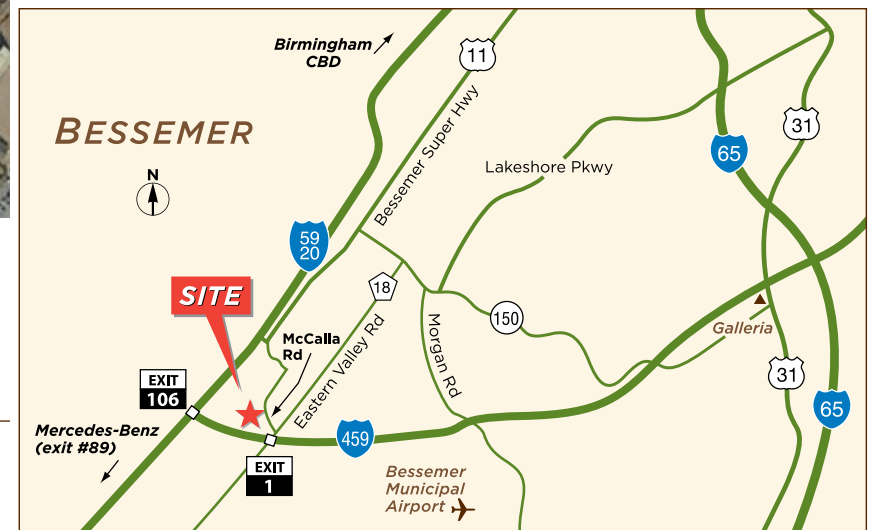 Birmingham
CBD
11
BESSEMER
31
65
Bessemer Super Hwy
Lakeshore Pkwy
N
59
20
18
SITE
150
McCalla
Rd
Eastern Valley Rd
Morgan Rd
Galleria
EXIT
106
31
65
Mercedes-Benz
(exit #89)
459
EXIT
1
Bessemer
Municipal
Airport